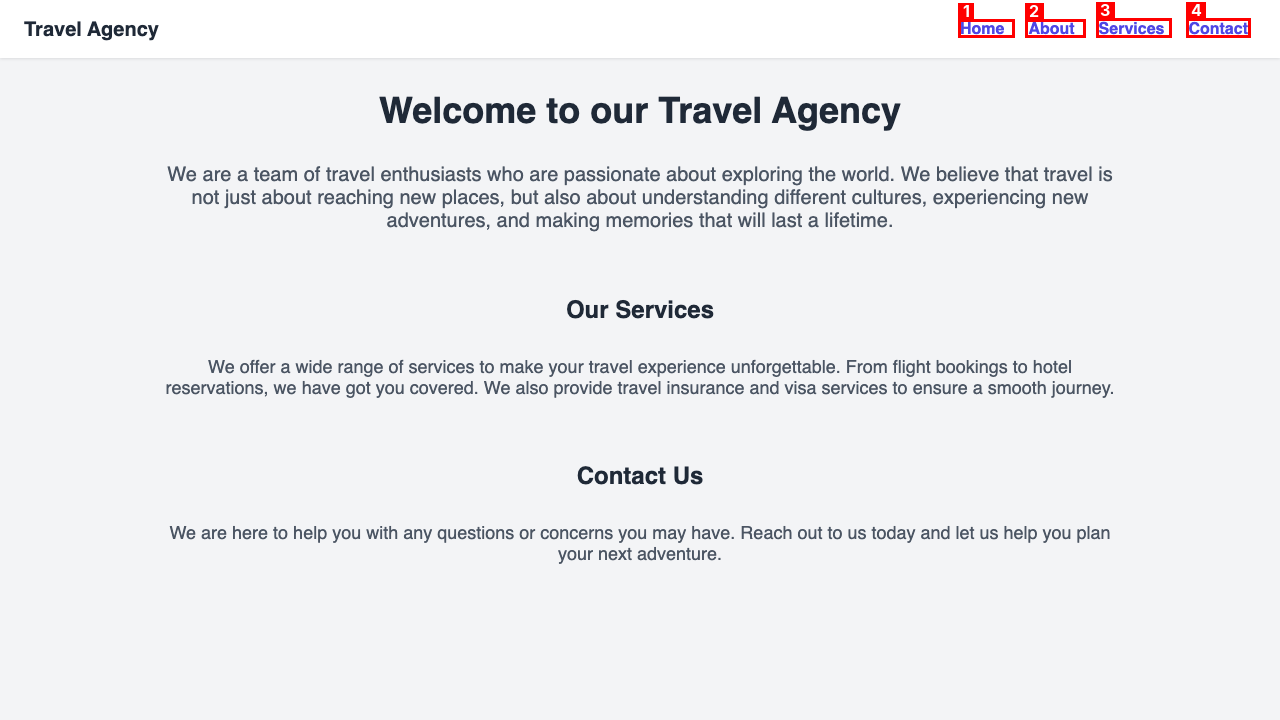 Travel Agency
1 2 3 4
Home About Services Contact
Welcome to our Travel Agency
We are a team of travel enthusiasts who are passionate about exploring the world. We believe that travel is
not just about reaching new places, but also about understanding different cultures, experiencing new
adventures, and making memories that will last a lifetime.
Our Services
We offer a wide range of services to make your travel experience unforgettable. From flight bookings to hotel
reservations, we have got you covered. We also provide travel insurance and visa services to ensure a smooth journey.
Contact Us
We are here to help you with any questions or concerns you may have. Reach out to us today and let us help you plan
your next adventure.